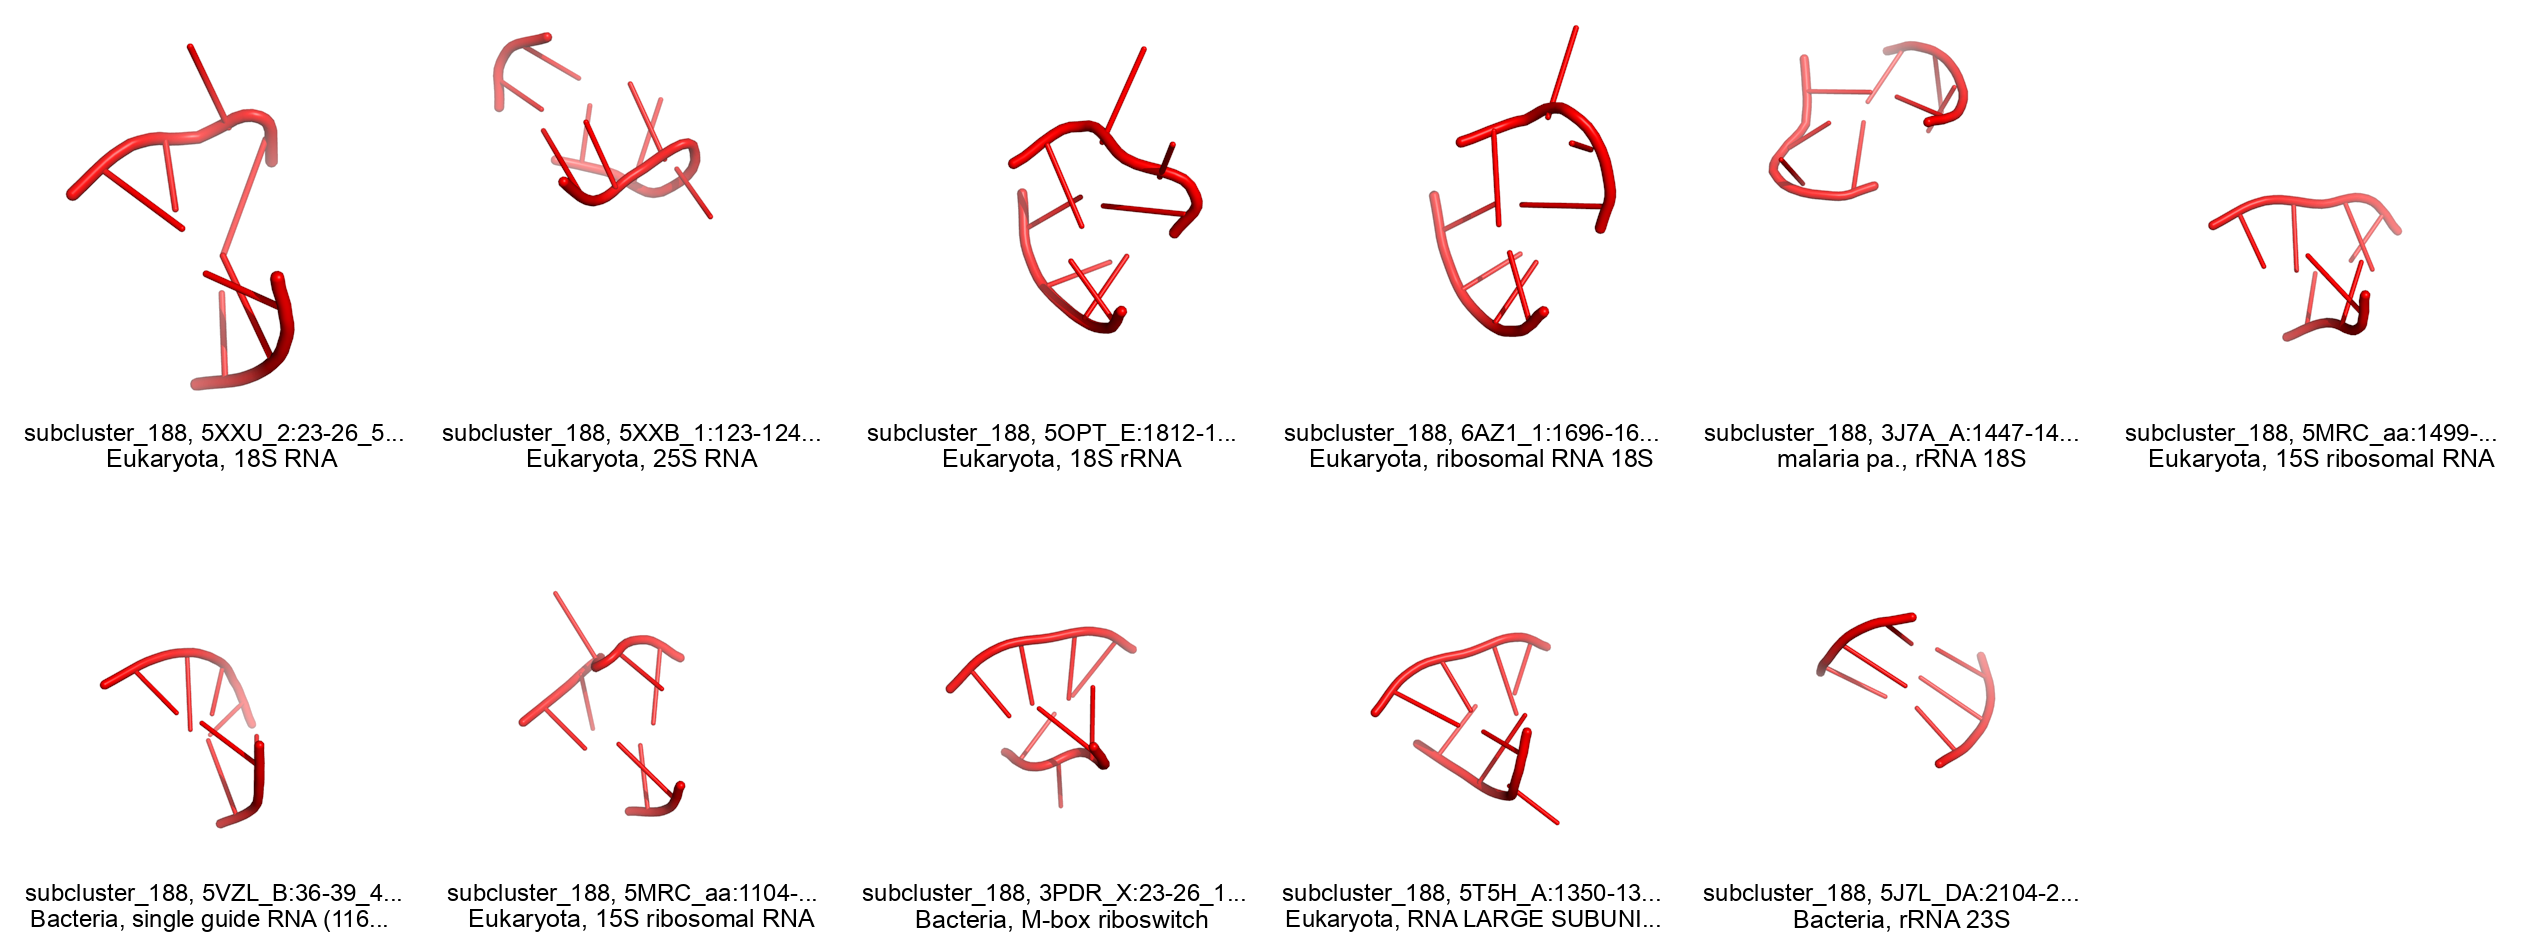 subcluster_188, 5XXU_2:23-26_5...
Eukaryota, 18S RNA
subcluster_188, 5XXB_1:123-124...
Eukaryota, 25S RNA
subcluster_188, 5OPT_E:1812-1...
Eukaryota, 18S rRNA
subcluster_188, 6AZ1_1:1696-16...
Eukaryota, ribosomal RNA 18S
subcluster_188, 3J7A_A:1447-14...
malaria pa., rRNA 18S
subcluster_188, 5MRC_aa:1499-...
Eukaryota, 15S ribosomal RNA
subcluster_188, 5VZL_B:36-39_4...
Bacteria, single guide RNA (116...
subcluster_188, 5MRC_aa:1104-...
Eukaryota, 15S ribosomal RNA
subcluster_188, 3PDR_X:23-26_1...
Bacteria, M-box riboswitch
subcluster_188, 5T5H_A:1350-13...
Eukaryota, RNA LARGE SUBUNI...
subcluster_188, 5J7L_DA:2104-2...
Bacteria, rRNA 23S